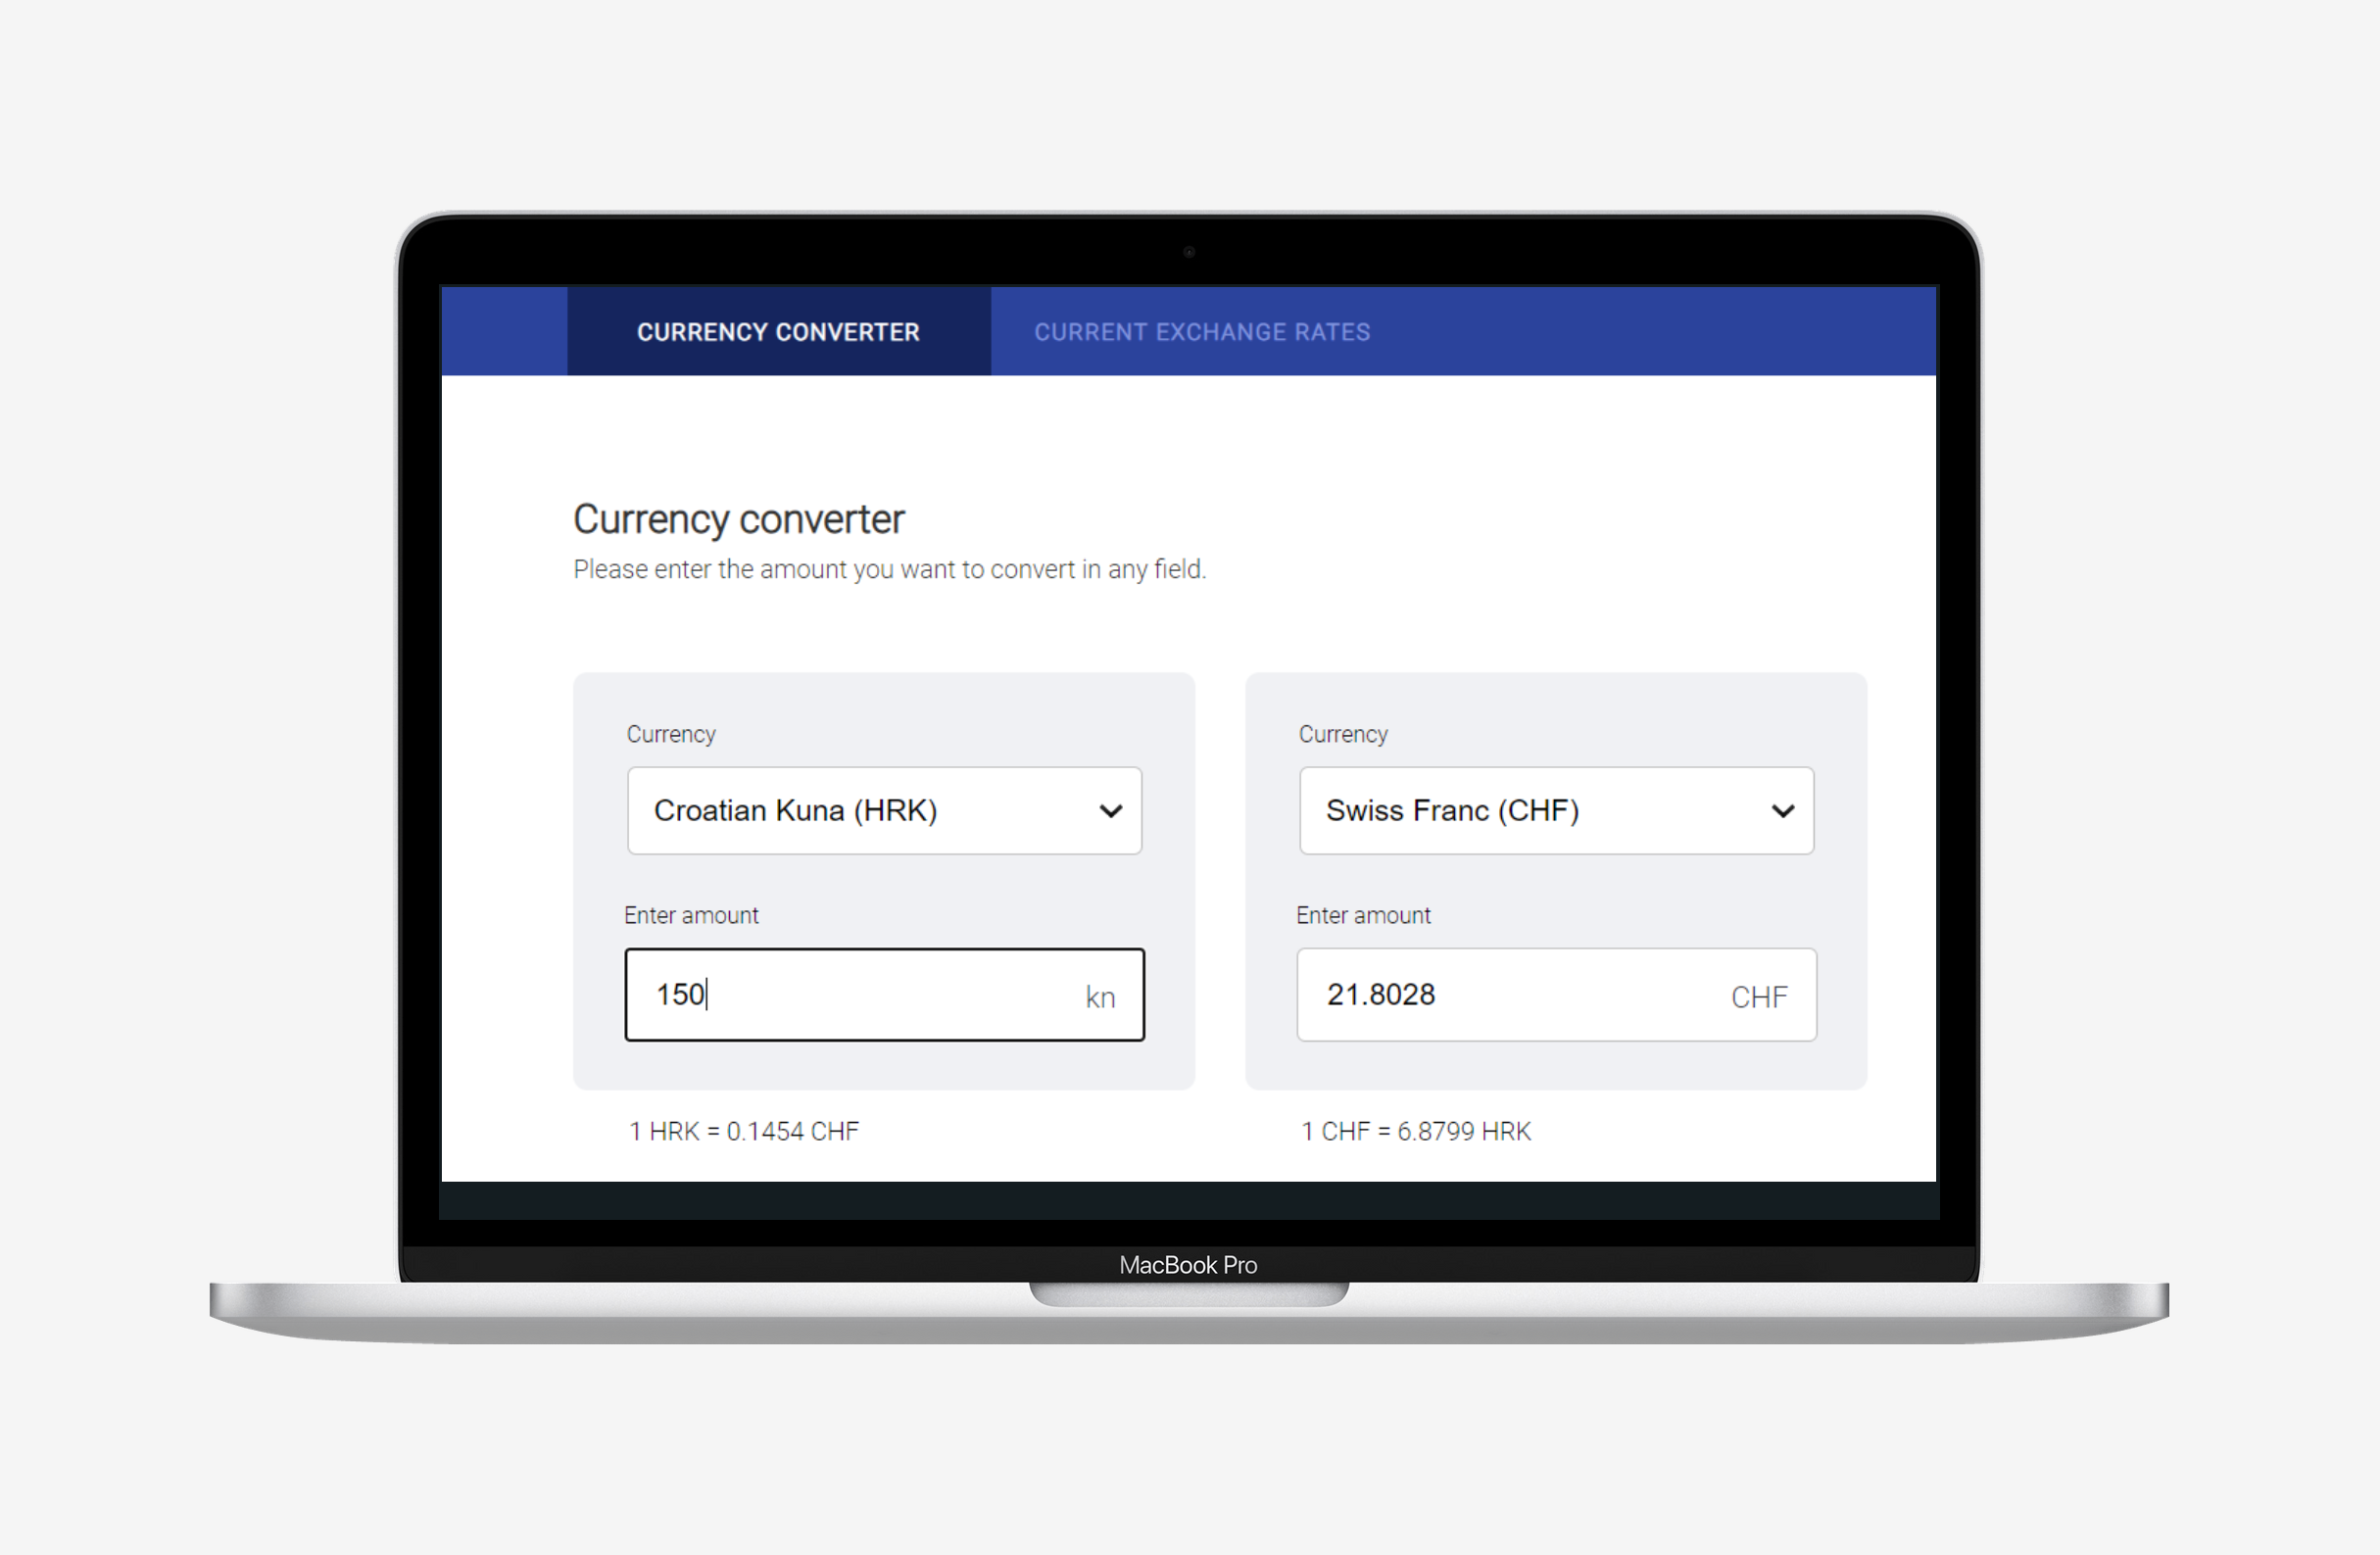 CURRENCY CONVERTER
CURRENT EXCHANGE RATES
Currency converter
Please enter the amount you want to convert in any field.
Currency
Croatian Kuna (HRK)
Enter amount
150
kn
1 HRK = 0.1454 CHF
Currency
Swiss Franc (CHF)
Enter amount
21.8028
CHF
1 CHF = 6.8799 HRK
MacBook Pro